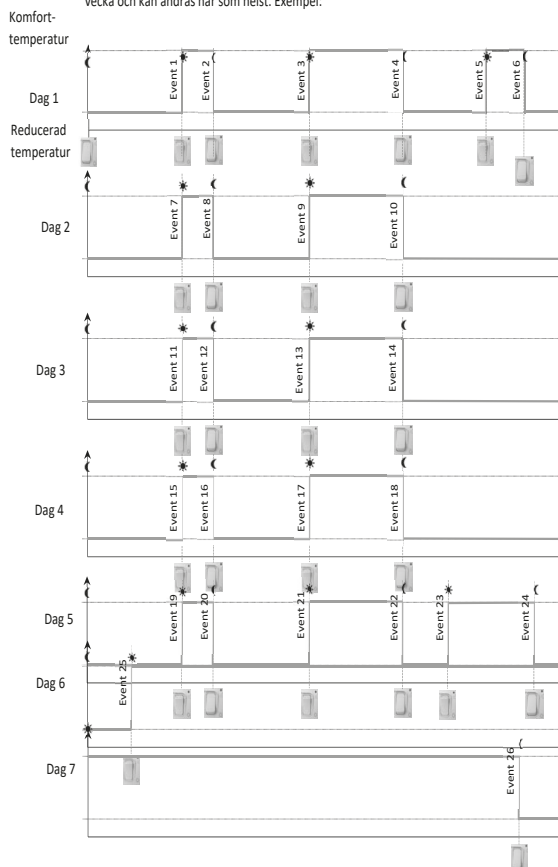 vecka och kan ändras när som helst. Exempel:
Komfort-
temperatur
Event 1
Event 2
Event 3
Event 4
Event 5
Event 6
Dag 1
Reducerad
temperatur
Event 7
Event 8
Event 9
Event 10
Dag 2
Event 11
Event 12
Event 13
Event 14
Dag 3
Event 15
Event 16
Event 17
Event 18
Dag 4
Event 19
Event 20
Event 21
Event 22
Event 23
Event 24
Dag 5
Event 25
Dag 6
Event 26
Dag 7